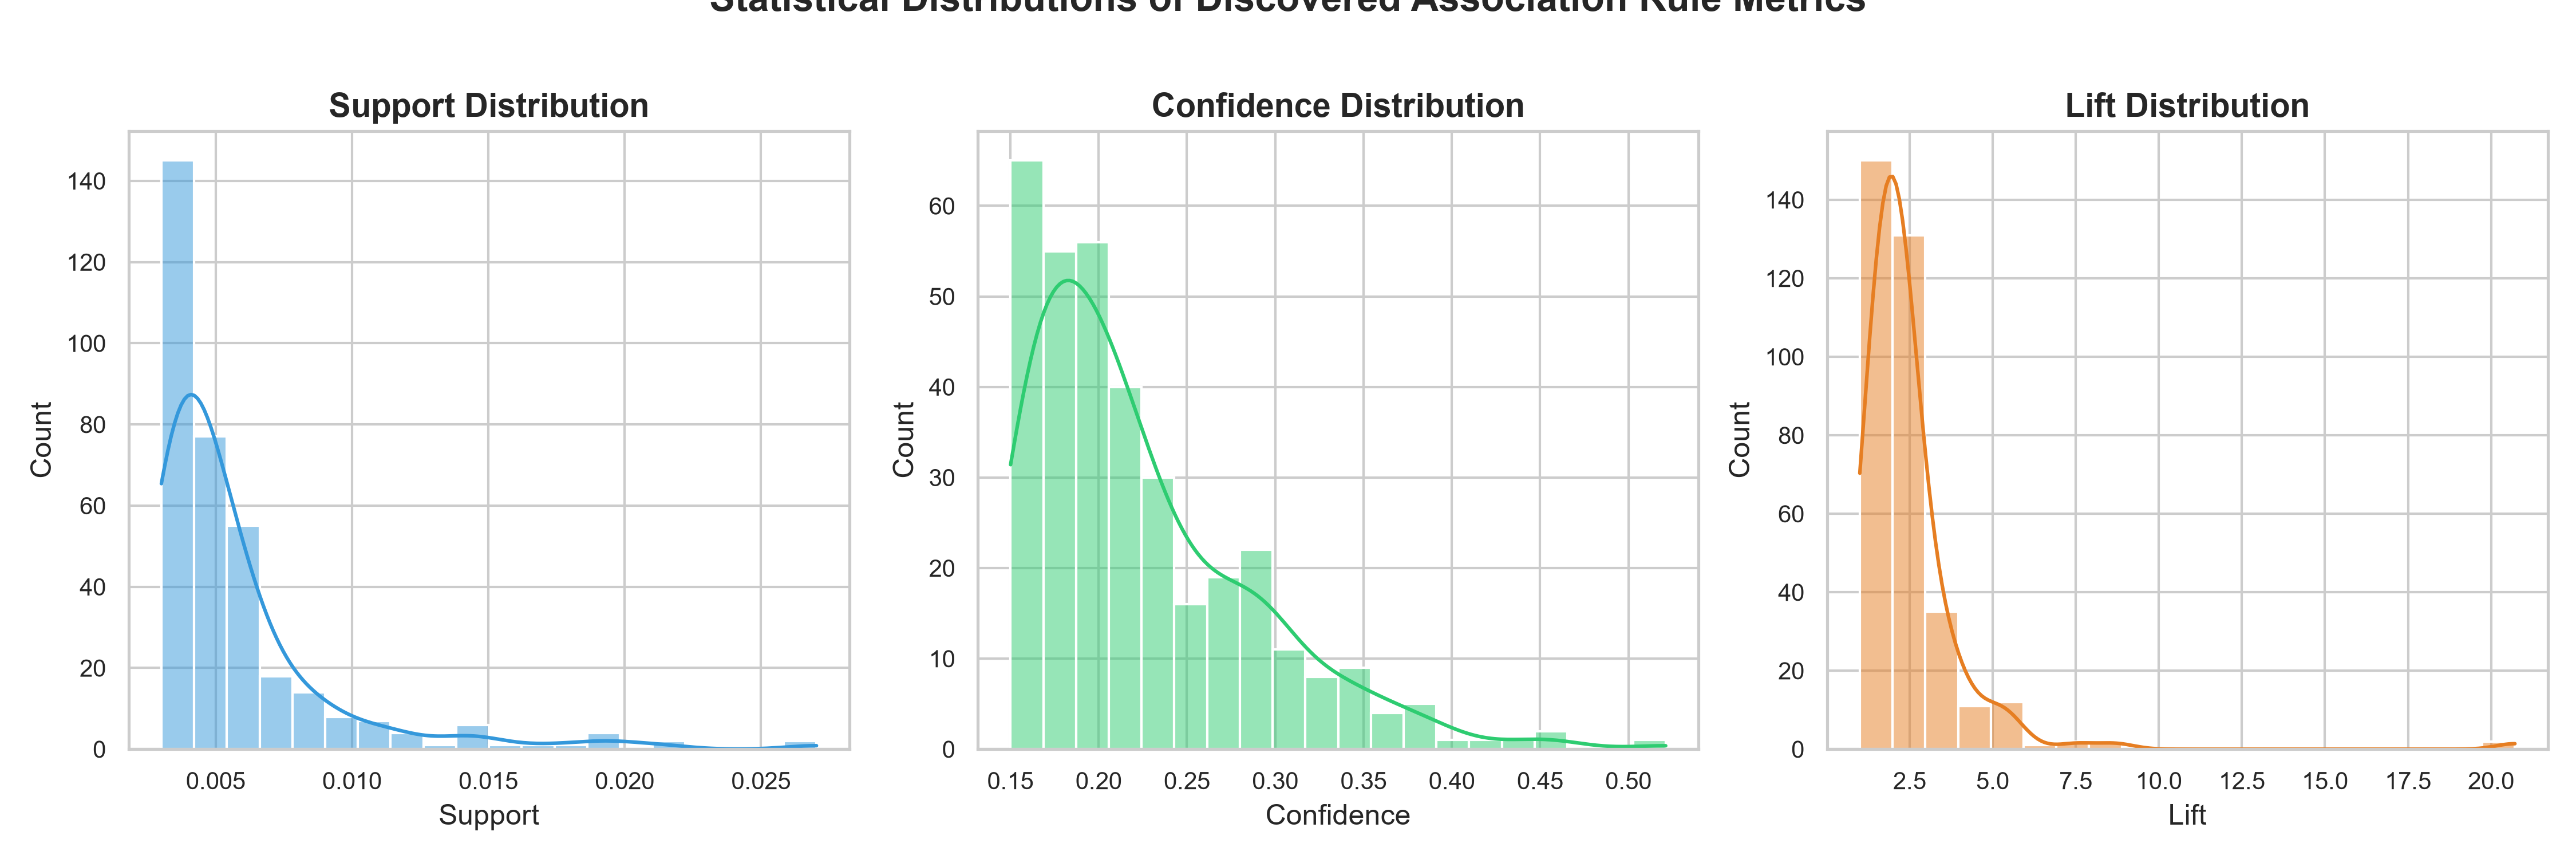 Statistical Distributions of Discovered Association Rule Metrics
Support Distribution
Count
140
120
100
80
60
40
20
0
0.005 0.010 0.015 0.020 0.025
Support
Confidence Distribution
Count
60
50
40
30
20
10
0
0.15 0.20 0.25 0.30 0.35 0.40 0.45 0.50
Confidence
Lift Distribution
Count
140
120
100
80
60
40
20
0
2.5 5.0 7.5 10.0 12.5 15.0 17.5 20.0
Lift